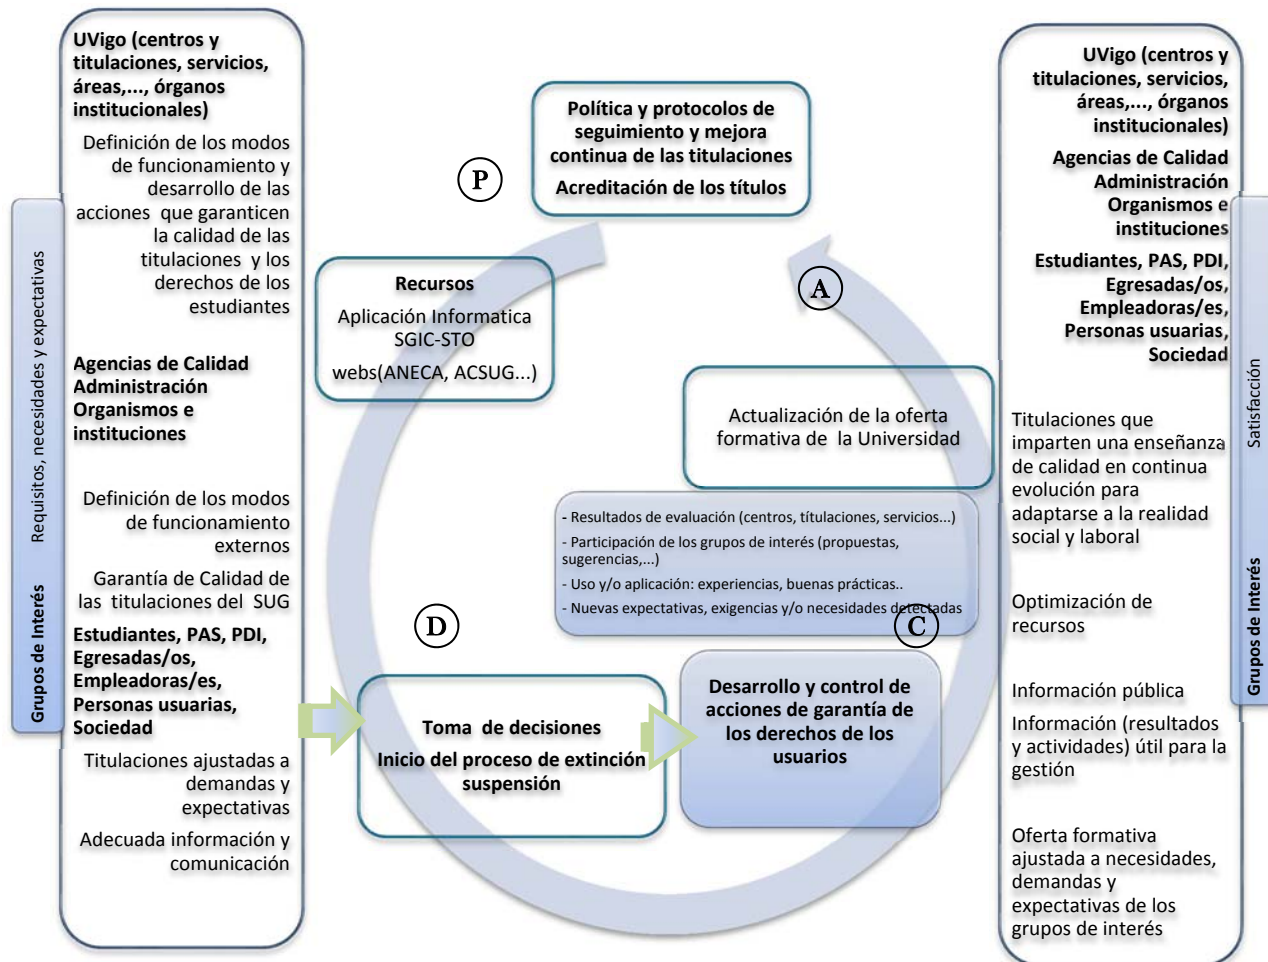 UVigo (centros y
titulaciones, servicios,
áreas,..., órganos
institucionales)
Definición de los modos
de funcionamiento y
desarrollo de las
acciones que garanticen
la calidad de las
titulaciones y los
derechos de los
estudiantes
Agencias de Calidad
Administración
Organismos e
instituciones
Definición de los modos
de funcionamiento
externos
Garantía de Calidad de
las titulaciones del SUG
Estudiantes, PAS, PDI,
Egresadas/os,
Empleadoras/es,
Personas usuarias,
Sociedad
Titulaciones ajustadas a
demandas y
expectativas
Adecuada información y
comunicación
Grupos de Interés Requisitos, necesidades y expectativas
Política y protocolos de
seguimiento y mejora
continua de las titulaciones
Acreditación de los títulos
P
Recursos
Aplicación Informatica
SGIC-STO
webs(ANECA, ACSUG...)
A
Actualización de la oferta
formativa de la Universidad
- Resultados de evaluación (centros, títulaciones, servicios...)
- Participación de los grupos de interés (propuestas,
sugerencias,...)
- Uso y/o aplicación: experiencias, buenas prácticas..
- Nuevas expectativas, exigencias y/o necesidades detectadas
D
C
Toma de decisiones
Inicio del proceso de extinción
suspensión
Desarrollo y control de
acciones de garantía de
los derechos de los
usuarios
UVigo (centros y
titulaciones, servicios,
áreas,..., órganos
institucionales)
Agencias de Calidad
Administración
Organismos e
instituciones
Estudiantes, PAS, PDI,
Egresadas/os,
Empleadoras/es,
Personas usuarias,
Sociedad
Titulaciones que
imparten una enseñanza
de calidad en continua
evolución para
adaptarse a la realidad
social y laboral
Optimización de
recursos
Información pública
Información (resultados
y actividades) útil para la
gestión
Oferta formativa
ajustada a necesidades,
demandas y
expectativas de los
grupos de interés
Grupos de Interés Satisfacción